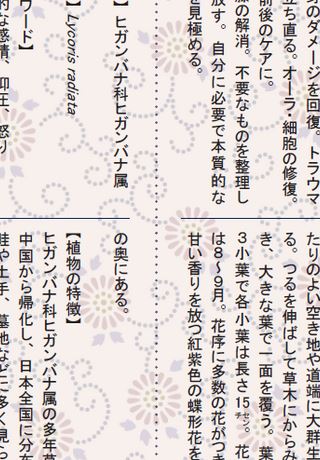 のダメージを回復。トラウマ
立ち直る。オーラ・細胞の修復。
前後のケアに。
の解消。不要なものを整理し
放す。自分に必要で本質的な
を見極める。
たりのよい空き地や道端に大群生
る。つるを伸ばして草木にからみ
き、大きな葉で一面を覆う。葉
3小葉で各小葉は長さ15㌢。花
は8〜9月。花序に多数の花がつき
甘い香りを放つ紅紫色の蝶形花を
】ヒガンバナ科ヒガンバナ属
】Lycoris radiata
ワード】
的な感情、抑圧、怒り
の奥にある。
【植物の特徴】
ヒガンバナ科ヒガンバナ属の多年草
中国から帰化し、日本全国に分布
畦や土手、墓地などに多く見ら